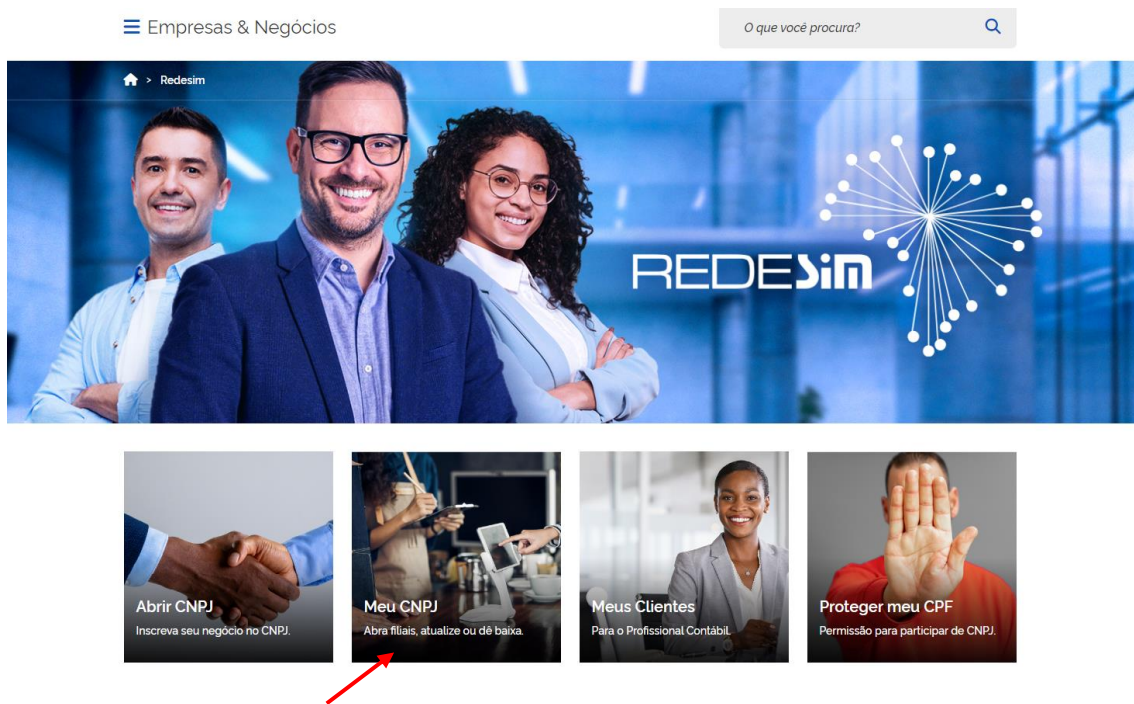 Empresas & Negócios
O que você procura?
> Redesim
REDESim
Abrir CNPJ
Inscreva seu negócio no CNPJ.
Meu CNPJ
Abra filiais, atualize ou dê baixa.
Meus Clientes
Para o Profissional Contábil.
Proteger meu CPF
Permissão para participar de CNPJ.